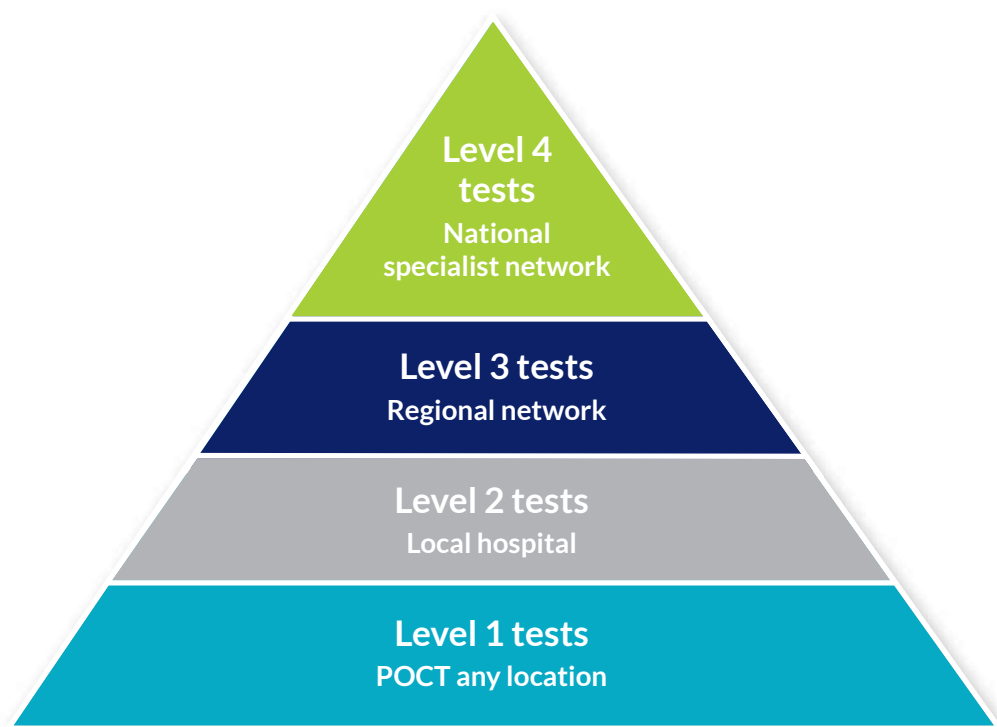 Level 4
tests
National
specialist network
Level 3 tests
Regional network
Level 2 tests
Local hospital
Level 1 tests
POCT any location